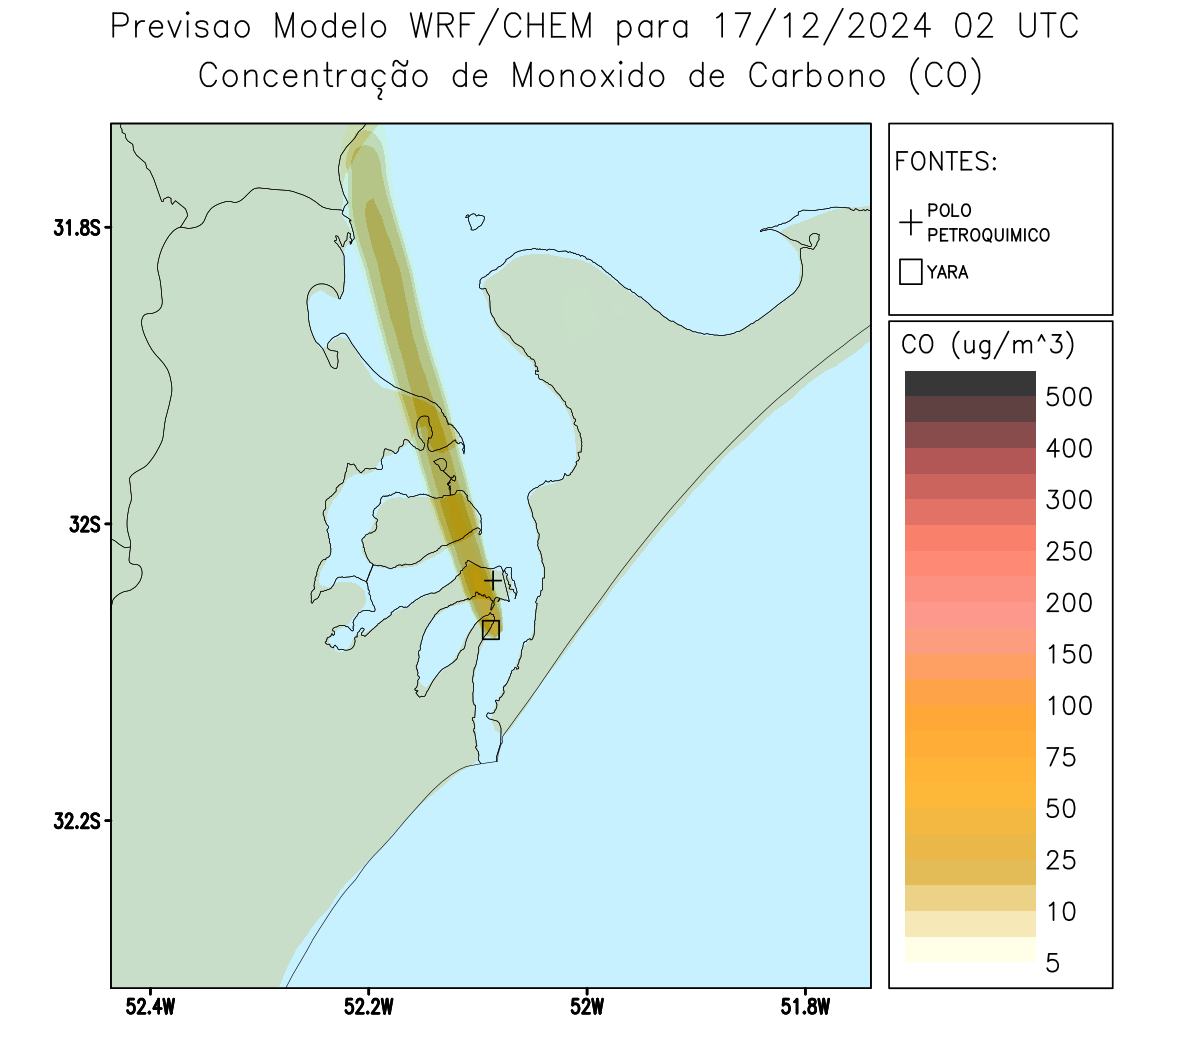 Previsao Modelo WRF/CHEM para 17/12/2024 02 UTC
Concentração de Monoxido de Carbono (CO)
FONTES:
POLO
PETROQUIMICO
YARA
31.8S
32S
32.2S
52.4W
52.2W
52W
51.8W
CO (ug/m^3)
500
400
300
250
200
150
100
75
50
25
10
5